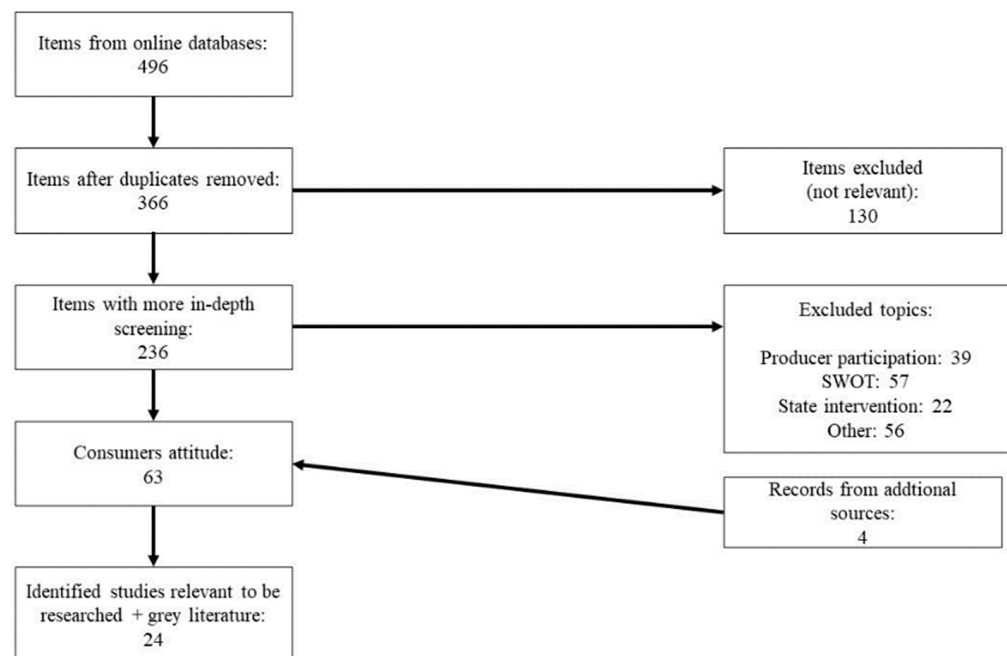 Items from online databases:
496
Items after duplicates removed:
366
Items excluded
(not relevant):
130
Items with more in-depth
screening:
236
Excluded topics:
Producer participation: 39
SWOT: 57
State intervention: 22
Other: 56
Consumers attitude:
63
Records from addtional
sources:
4
Identified studies relevant to be
researched + grey literature:
24